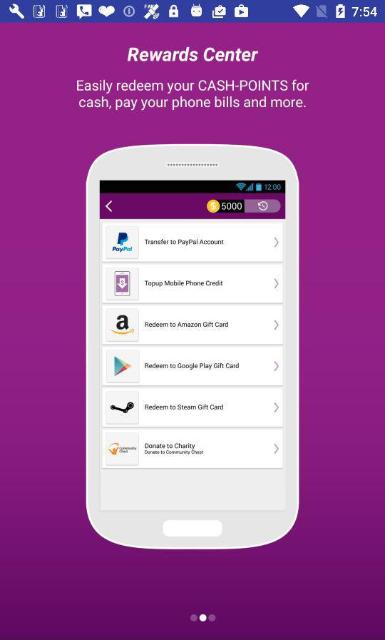 7:54
Rewards Center
Easily redeem your CASH-POINTS for
cash, pay your phone bills and more.
12:00
5000
PayPal
Transfer to PayPal Account
Topup Mobile Phone Credit
a
Redeem to Amazon Gift Card
Redeem to Google Play Gift Card
Redeem to Steam Gift Card
Community
Chest
Donate to Charity
Donate to Community Chest